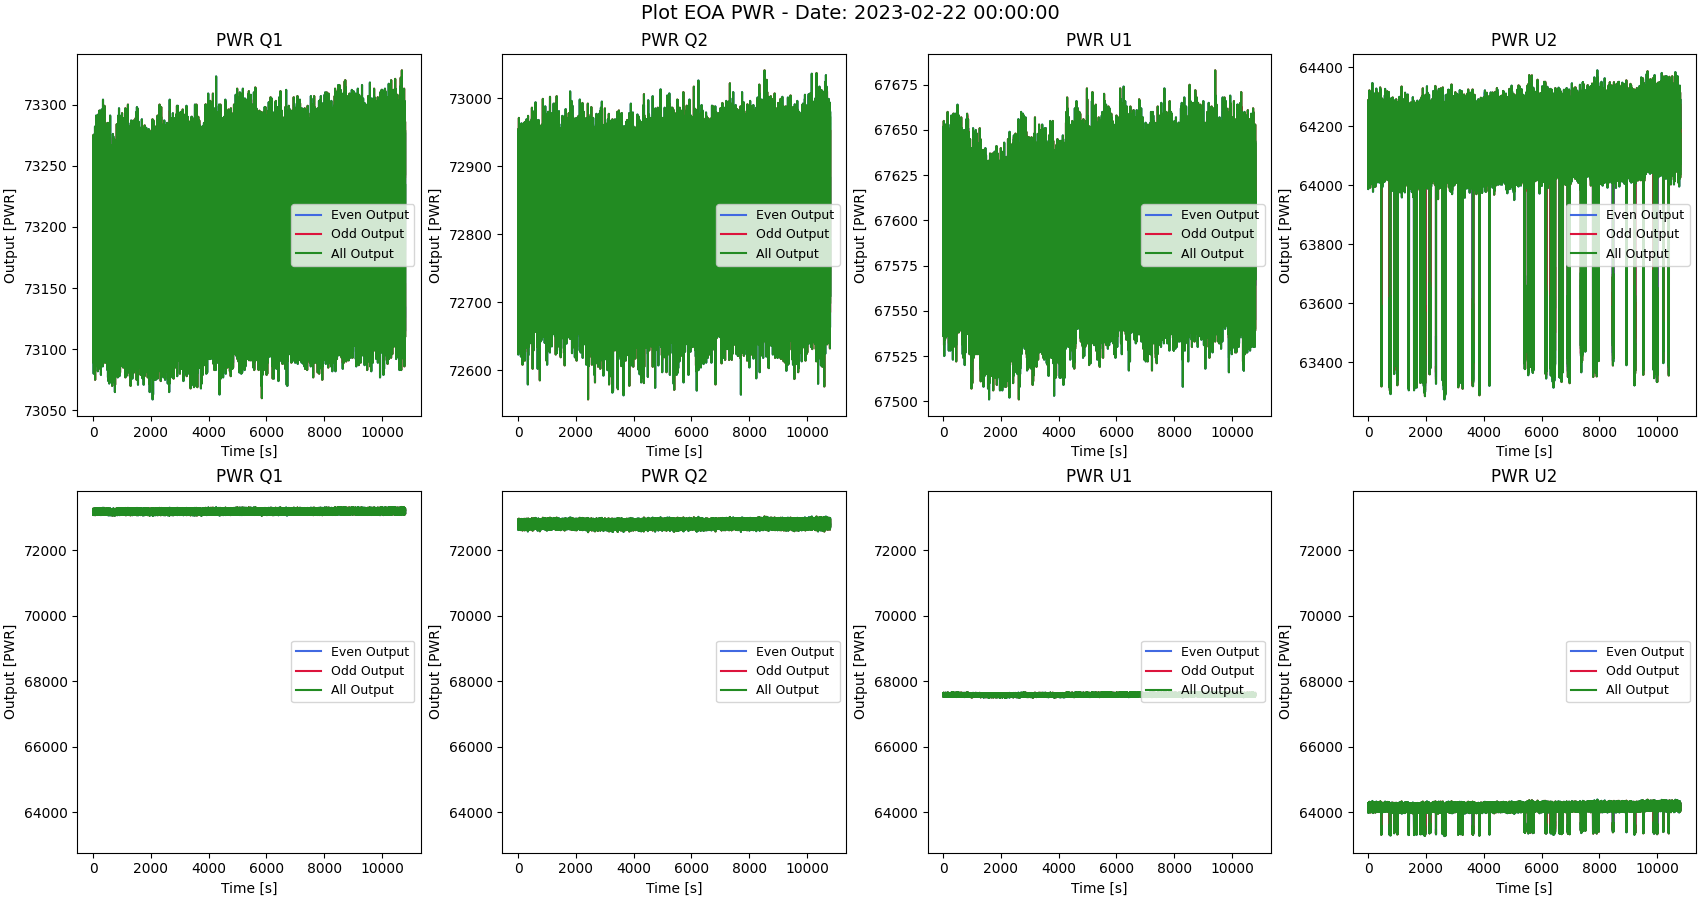 Plot EOA PWR - Date: 2023-02-22 00:00:00
PWR Q1
73300
73250
73200
73150
73100
73050
Output [PWR]
Even Output
Odd Output
All Output
0 2000 4000 6000 8000 10000
Time [s]
PWR Q2
73000
72900
72800
72700
72600
Output [PWR]
Even Output
Odd Output
All Output
0 2000 4000 6000 8000 10000
Time [s]
PWR U1
67675
67650
67625
67600
67575
67550
67525
67500
Output [PWR]
Even Output
Odd Output
All Output
0 2000 4000 6000 8000 10000
Time [s]
PWR U2
64400
64200
64000
63800
63600
63400
Output [PWR]
Even Output
Odd Output
All Output
0 2000 4000 6000 8000 10000
Time [s]
PWR Q1
72000
70000
68000
66000
64000
Output [PWR]
Even Output
Odd Output
All Output
0 2000 4000 6000 8000 10000
Time [s]
PWR Q2
72000
70000
68000
66000
64000
Output [PWR]
Even Output
Odd Output
All Output
0 2000 4000 6000 8000 10000
Time [s]
PWR U1
72000
70000
68000
66000
64000
Output [PWR]
Even Output
Odd Output
All Output
0 2000 4000 6000 8000 10000
Time [s]
PWR U2
72000
70000
68000
66000
64000
Output [PWR]
Even Output
Odd Output
All Output
0 2000 4000 6000 8000 10000
Time [s]